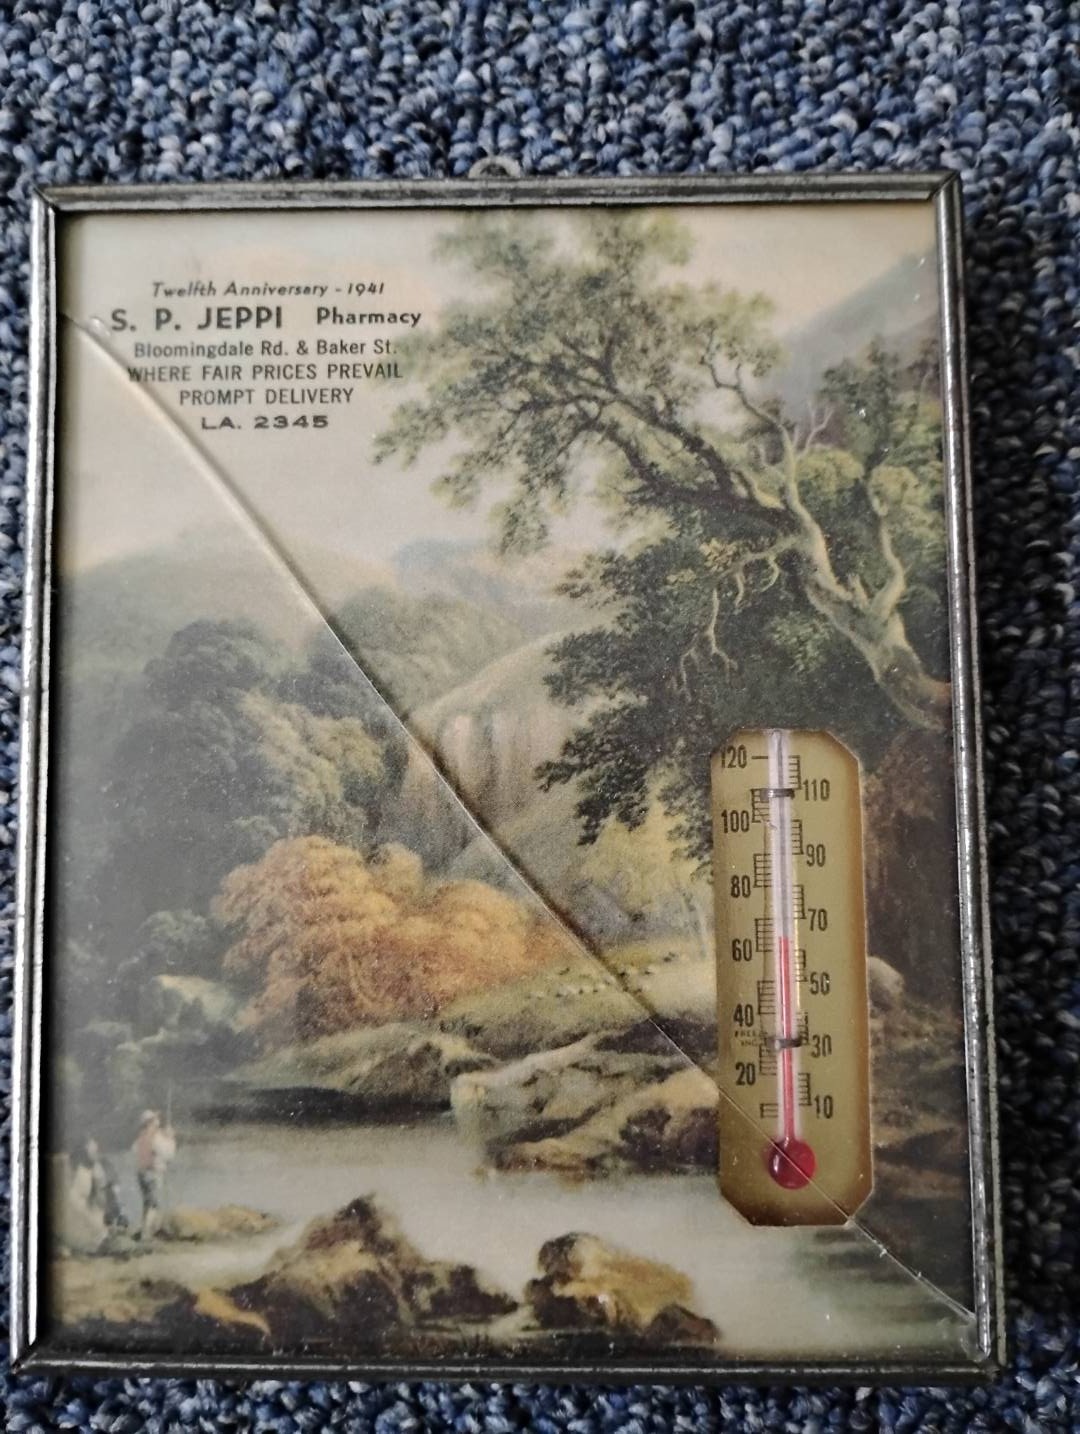 Twelfth Anniversary - 1941
S. P. JEPPI Pharmacy
Bloomingdale Rd. & Baker St.
WHERE FAIR PRICES PREVAIL
PROMPT DELIVERY
LA. 2345
120
110
100
90
80
70
60
50
40
30
20
10